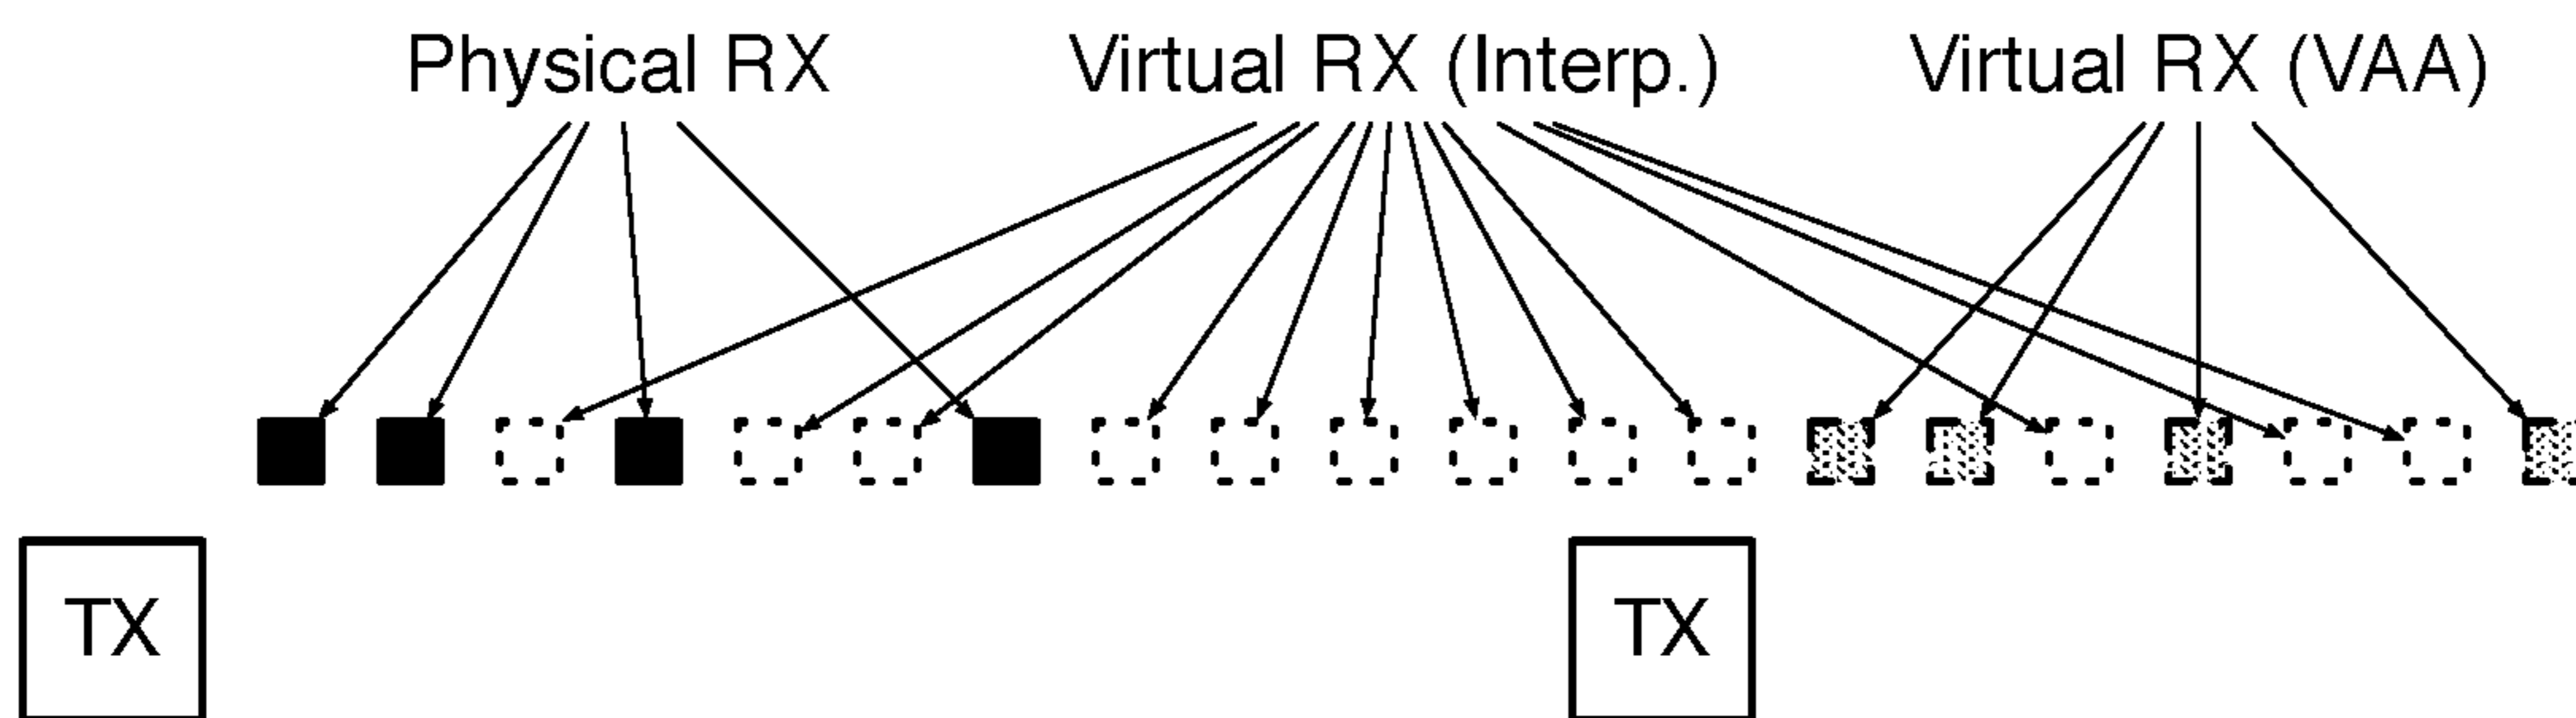 Physical RX
Virtual RX (Interp.)
Virtual RX (VAA)
TX
TX